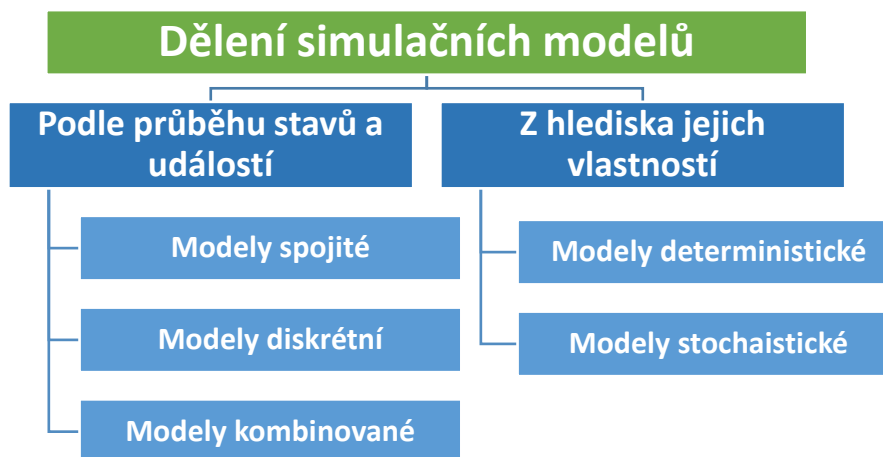 Dělení simulačních modelů
Podle průběhu stavů a
událostí
Modely spojité
Modely diskrétní
Modely kombinované
Z hlediska jejich
vlastností
Modely deterministické
Modely stochaistické